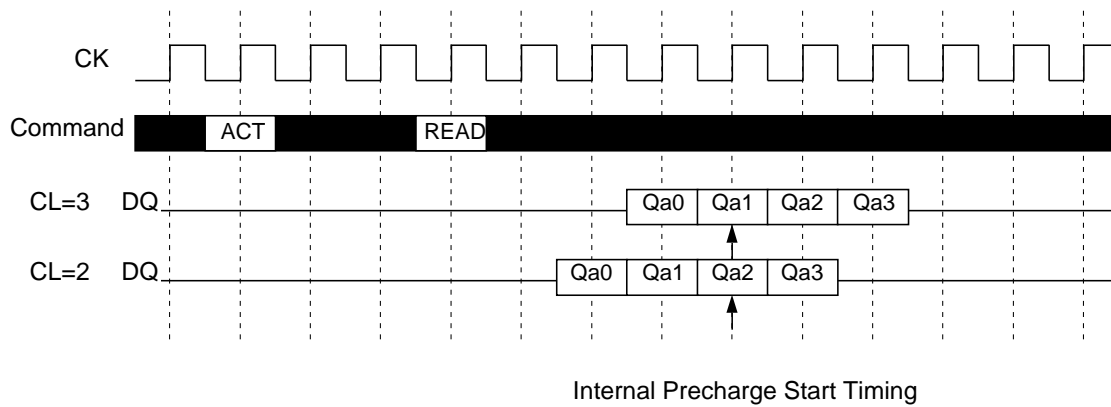 CK
Command ACT READ
CL=3 DQ Qa0 Qa1 Qa2 Qa3
CL=2 DQ Qa0 Qa1 Qa2 Qa3
Internal Precharge Start Timing